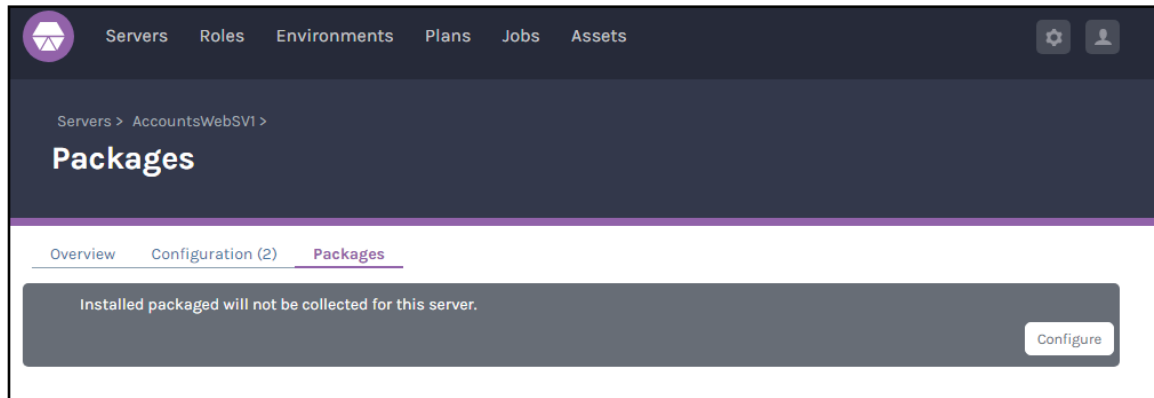 Servers Roles Environments Plans Jobs Assets
Servers > AccountsWebSV1 >
Packages
Overview Configuration (2) Packages
Installed packaged will not be collected for this server.
Configure